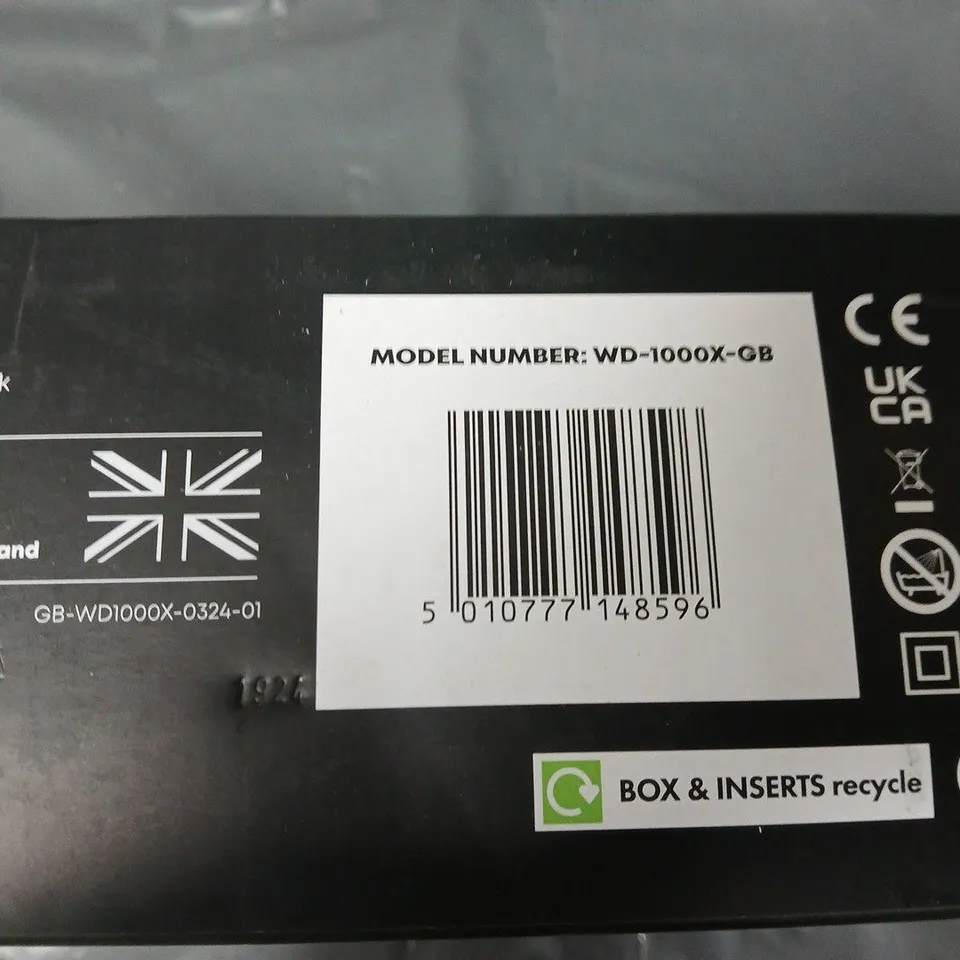 MODEL NUMBER: WD-1000X-GB
CE
UK
CA
k
and
GB-WD1000X-0324-01
5 010777 148596
1924
BOX & INSERTS recycle